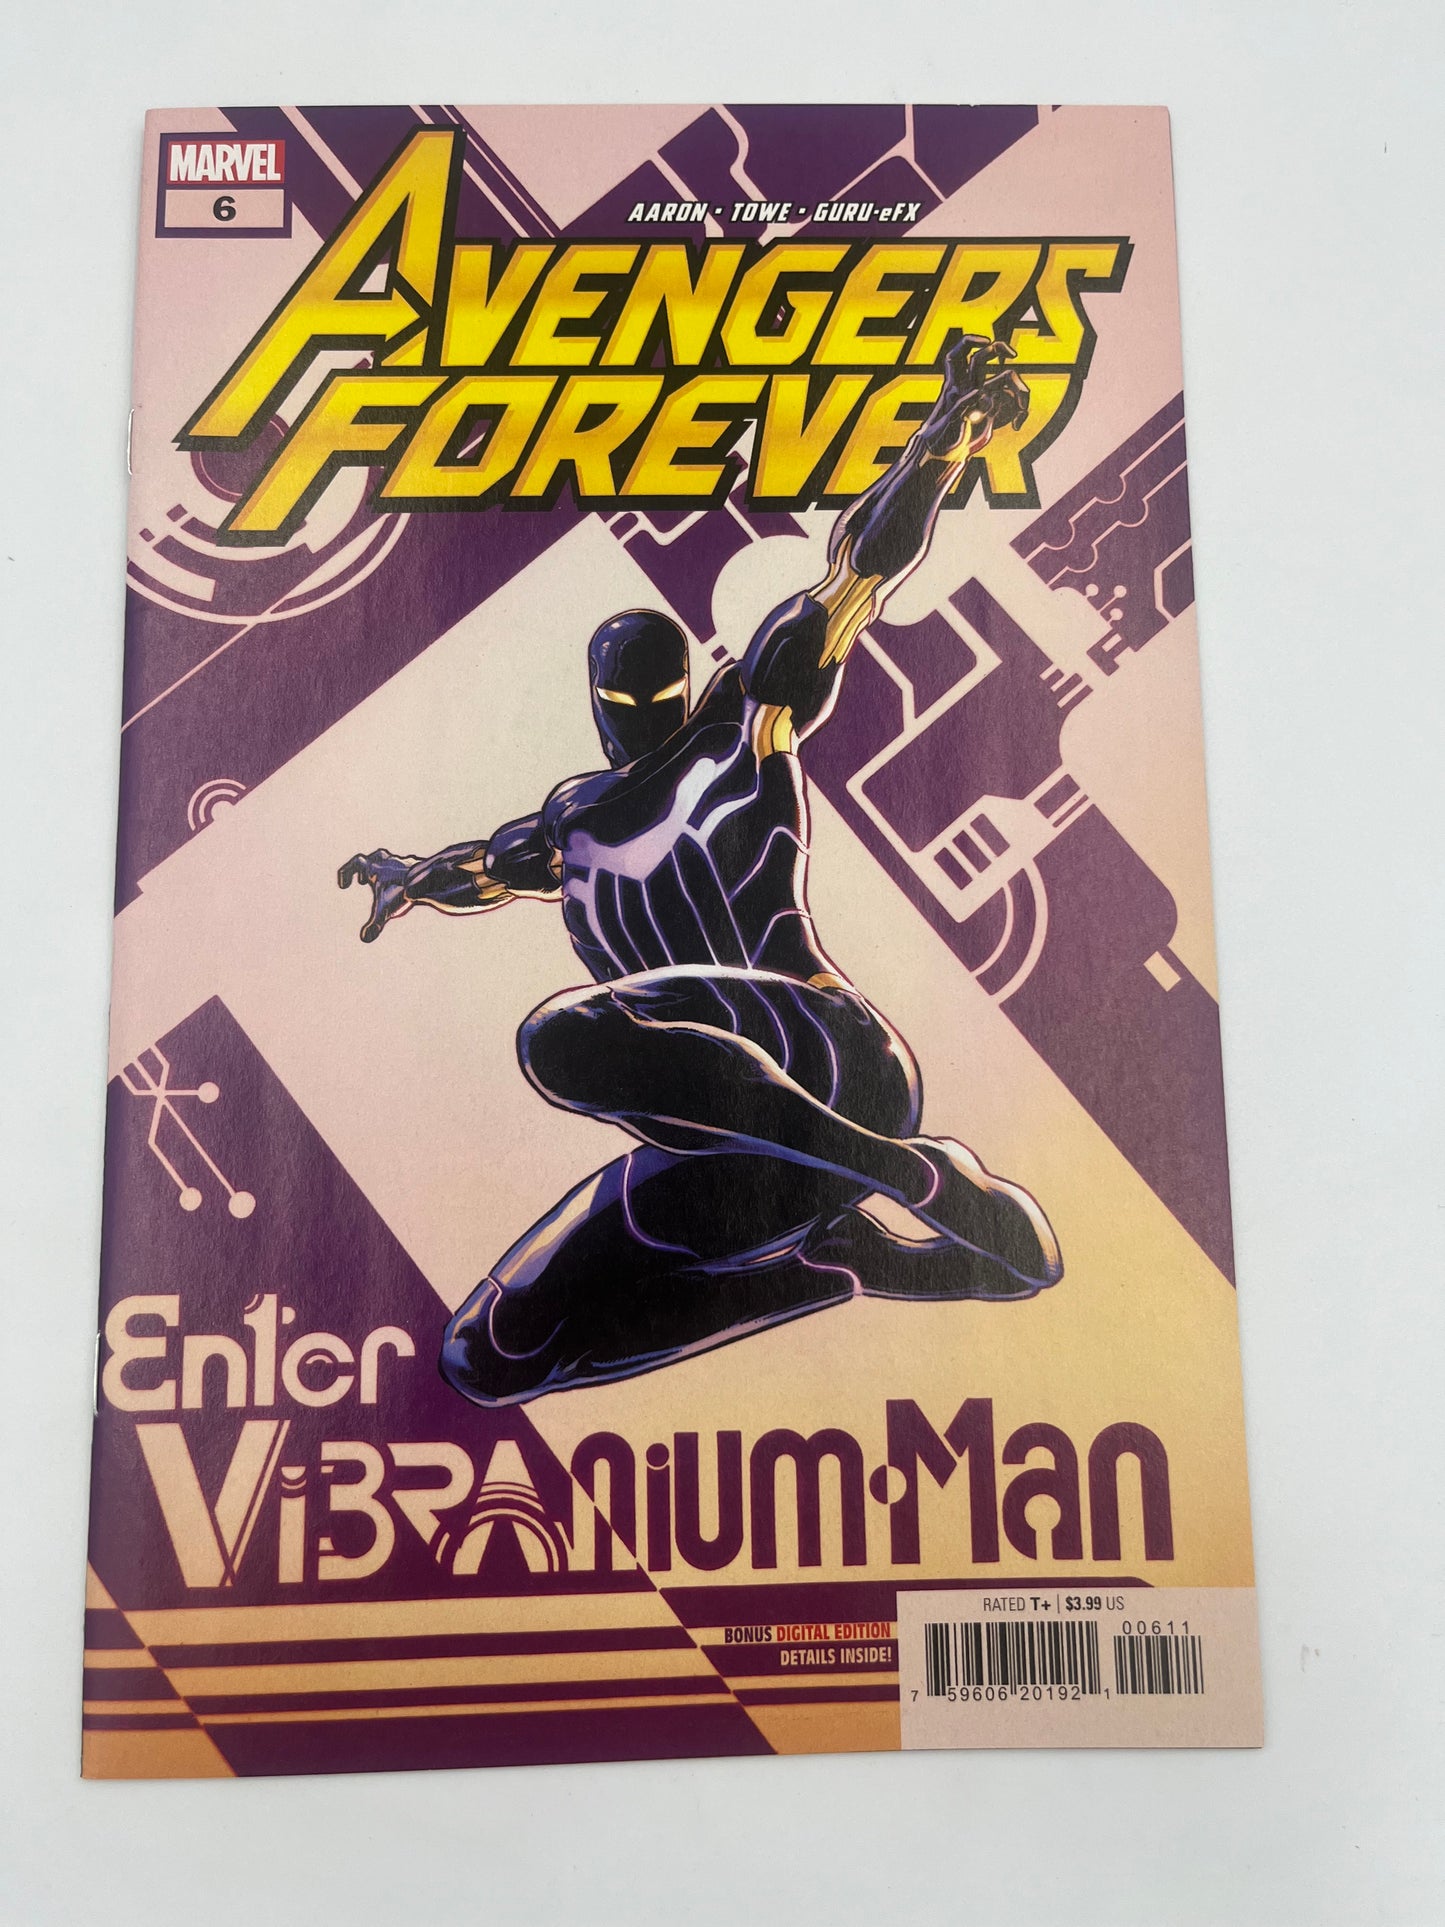 MARVEL
6
AARON · TOWE · GURU-eFX
AVENGERS
FOREVER
Enter
VIBRANIUM·MAN
RATED T+ | $3.99 US
BONUS DIGITAL EDITION
DETAILS INSIDE!
00611
7 59606 20192 1